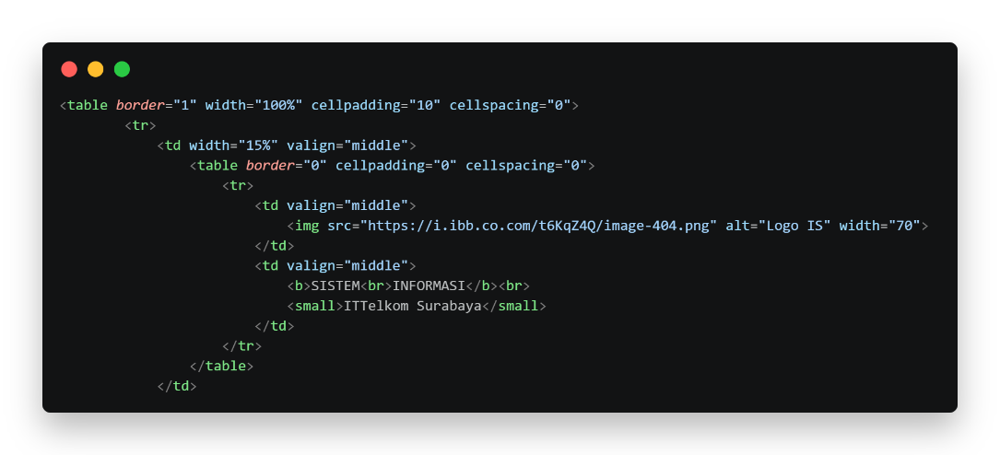 <table border="1" width="100%" cellpadding="10" cellspacing="0">
<tr>
<td width="15%" valign="middle">
<table border="0" cellpadding="0" cellspacing="0">
<tr>
<td valign="middle">
<img src="https://i.ibb.co.com/t6KqZ4Q/image-404.png" alt="Logo IS" width="70">
</td>
<td valign="middle">
<b>SISTEM<br>INFORMASI</b><br>
<small>ITTelkom Surabaya</small>
</td>
</tr>
</table>
</td>